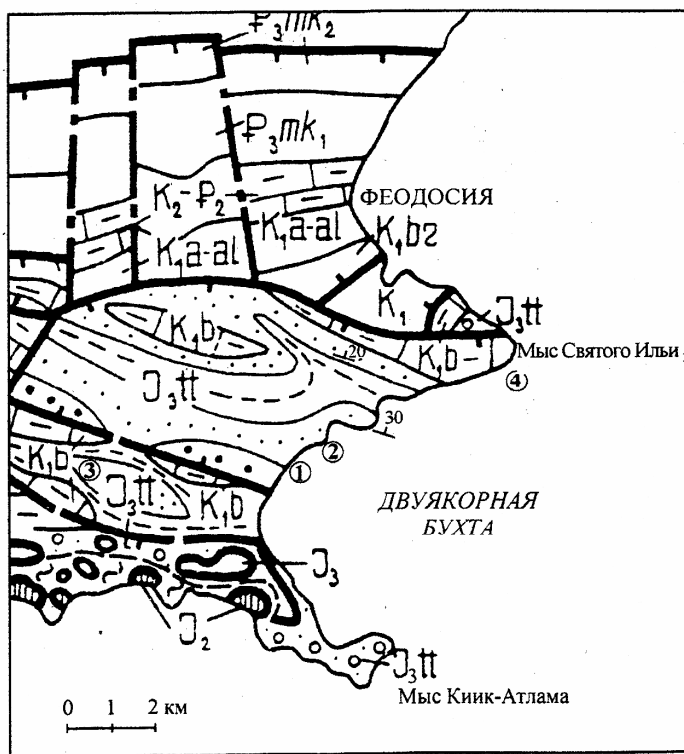 ₽₃mk₂
₽₃mk₁
K₂-₽₂
ФЕОДОСИЯ
K₁a-al
K₁bг
K₁a-al
K₁
J₃tt
K₁b
K₁b-
Мыс Святого Ильи
20
④
J₃tt
30
②
K₁b
③
①
J₃tt
K₁b
ДВУЯКОРНАЯ
БУХТА
J₃
J₂
J₃tt
Мыс Киик-Атлама
0 1 2 км